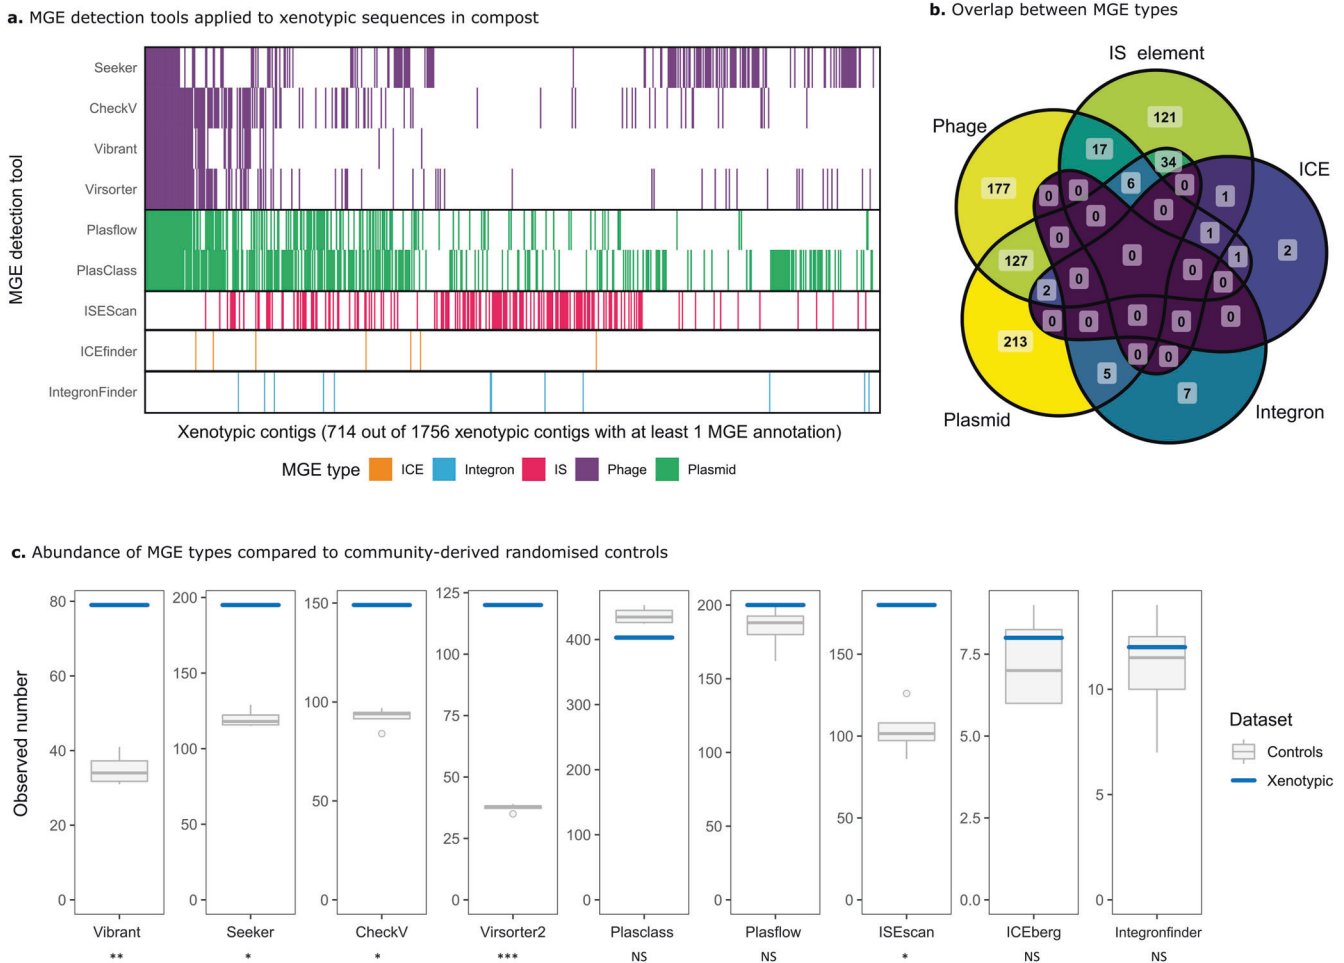 a. MGE detection tools applied to xenotypic sequences in compost
MGE detection tool
Seeker
CheckV
Vibrant
Virsorter
Plasflow
PlasClass
ISEScan
ICEfinder
IntegronFinder
Xenotypic contigs (714 out of 1756 xenotypic contigs with at least 1 MGE annotation)
MGE type ICE Integron IS Phage Plasmid
b. Overlap between MGE types
IS element
Phage
ICE
Plasmid
Integron
121
17
34
177
0
0
6
0
1
0
0
0
1
2
127
0
1
0
0
2
0
0
0
0
0
0
213
0
0
5
7
c. Abundance of MGE types compared to community-derived randomised controls
Observed number
80
60
40
20
0
Vibrant
**
200
150
100
50
0
Seeker
*
150
100
50
0
CheckV
*
125
100
75
50
25
0
Virsorter2
***
400
300
200
100
0
Plasclass
NS
200
150
100
50
0
Plasflow
NS
150
100
50
0
ISEscan
*
7.5
5.0
2.5
0.0
ICEberg
NS
10
5
0
Integronfinder
NS
Dataset
Controls
Xenotypic